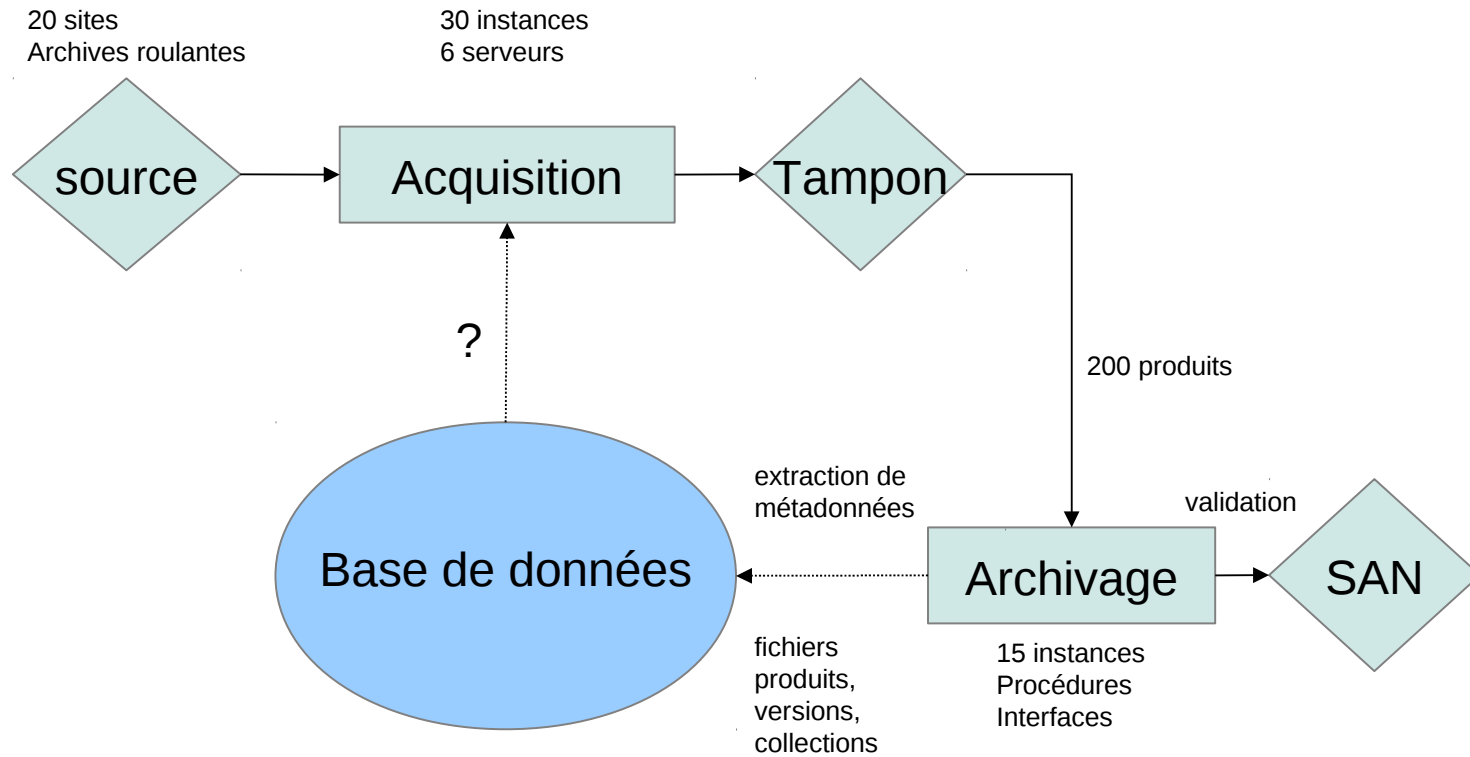 20 sites
Archives roulantes
30 instances
6 serveurs
source
Acquisition
Tampon
?
200 produits
extraction de
métadonnées
validation
Base de données
Archivage
SAN
fichiers
produits,
versions,
collections
15 instances
Procédures
Interfaces